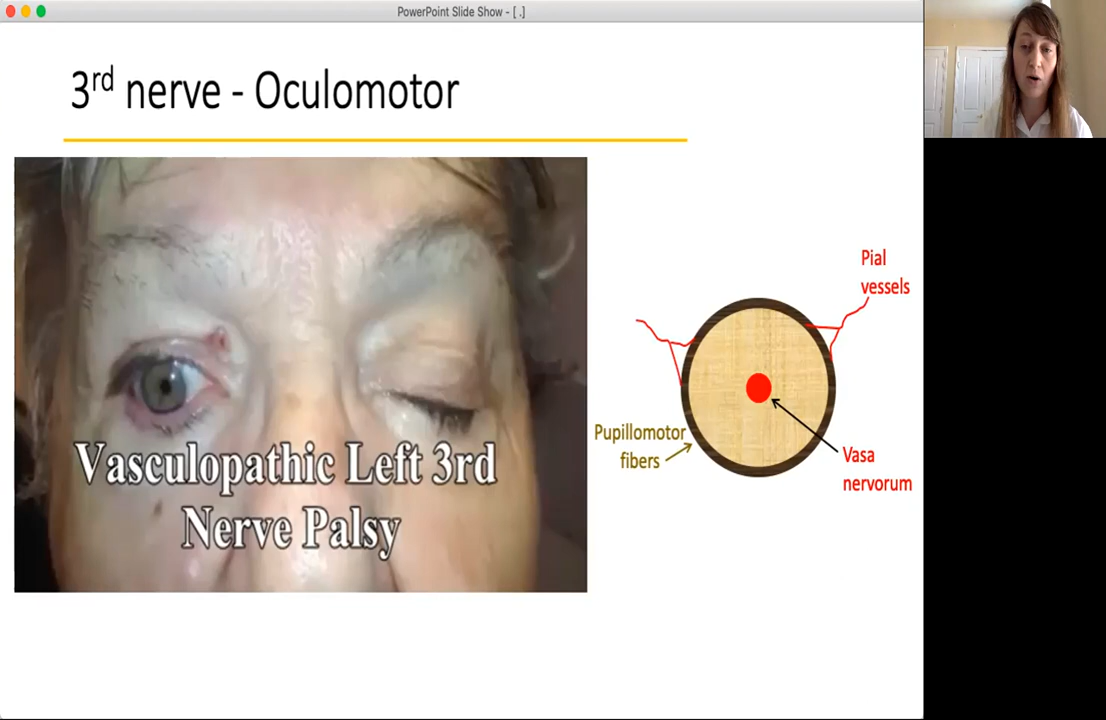 PowerPoint Slide Show - [ .]
3rd nerve - Oculomotor
Vasculopathic Left 3rd
Nerve Palsy
Pial
vessels
Pupillomotor
fibers
Vasa
nervorum